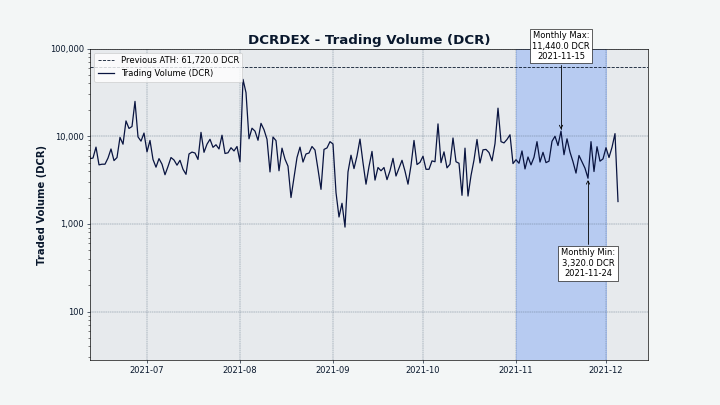 DCRDEX - Trading Volume (DCR)
Monthly Max:
11,440.0 DCR
2021-11-15
Previous ATH: 61,720.0 DCR
Trading Volume (DCR)
100,000
10,000
1,000
100
Traded Volume (DCR)
Monthly Min:
3,320.0 DCR
2021-11-24
2021-07
2021-08
2021-09
2021-10
2021-11
2021-12